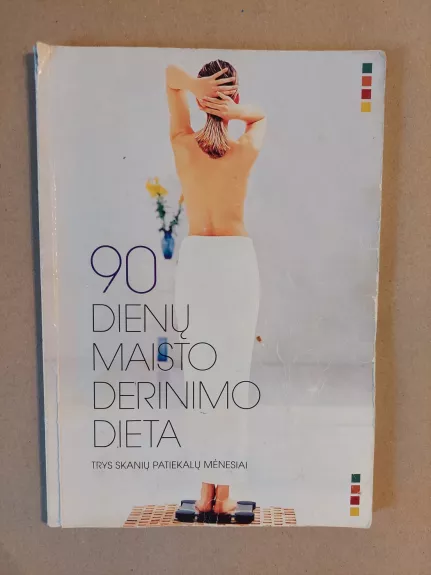 90
DIENŲ
MAISTO
DERINIMO
DIETA
TRYS SKANIŲ PATIEKALŲ MĖNESIAI